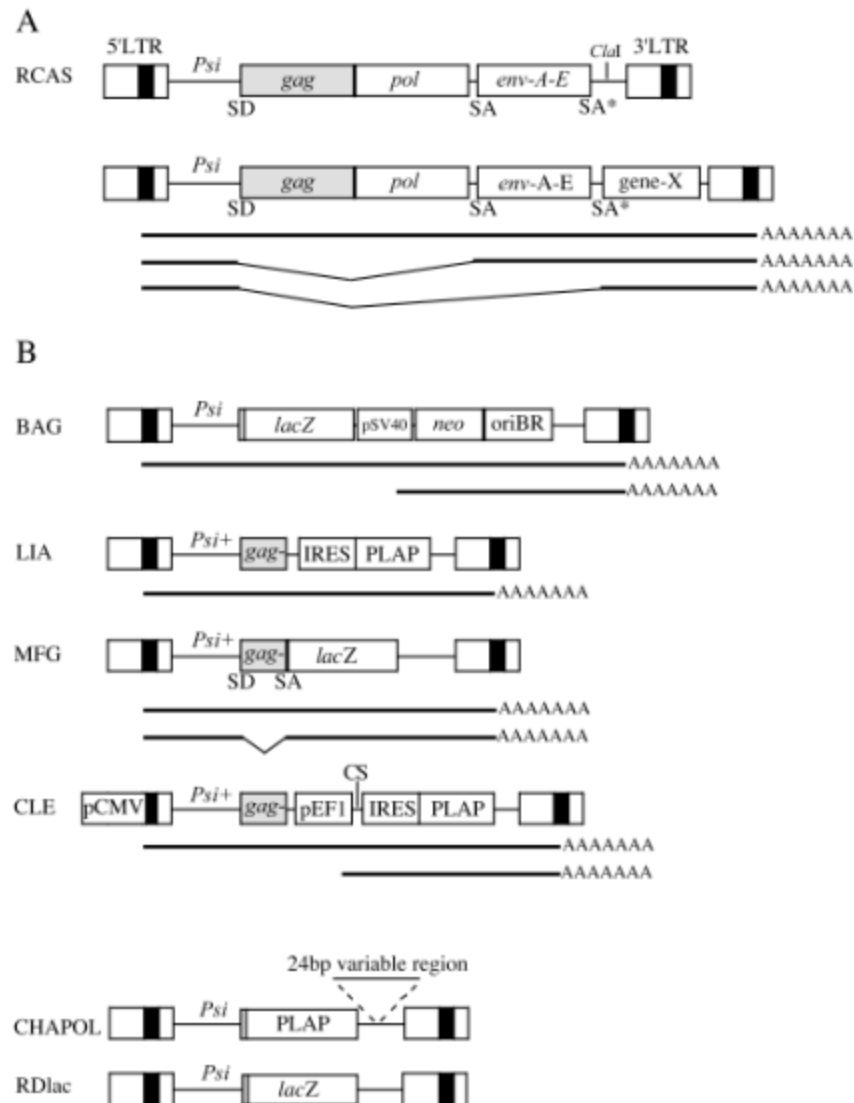 A
5'LTR Psi ClaI 3'LTR
RCAS gag pol env-A-E
SD SA SA*
Psi
gag pol env-A-E gene-X
SD SA SA*
AAAAAAA
AAAAAAA
AAAAAAA
B
BAG Psi lacZ pSV40 neo oriBR
AAAAAAA
AAAAAAA
LIA Psi+ gag- IRES PLAP
AAAAAAA
MFG Psi+ gag- lacZ
SD SA
AAAAAAA
AAAAAAA
CS
CLE pCMV Psi+ gag- pEF1 IRES PLAP
AAAAAAA
AAAAAAA
24bp variable region
CHAPOL Psi PLAP
RDlac Psi lacZ